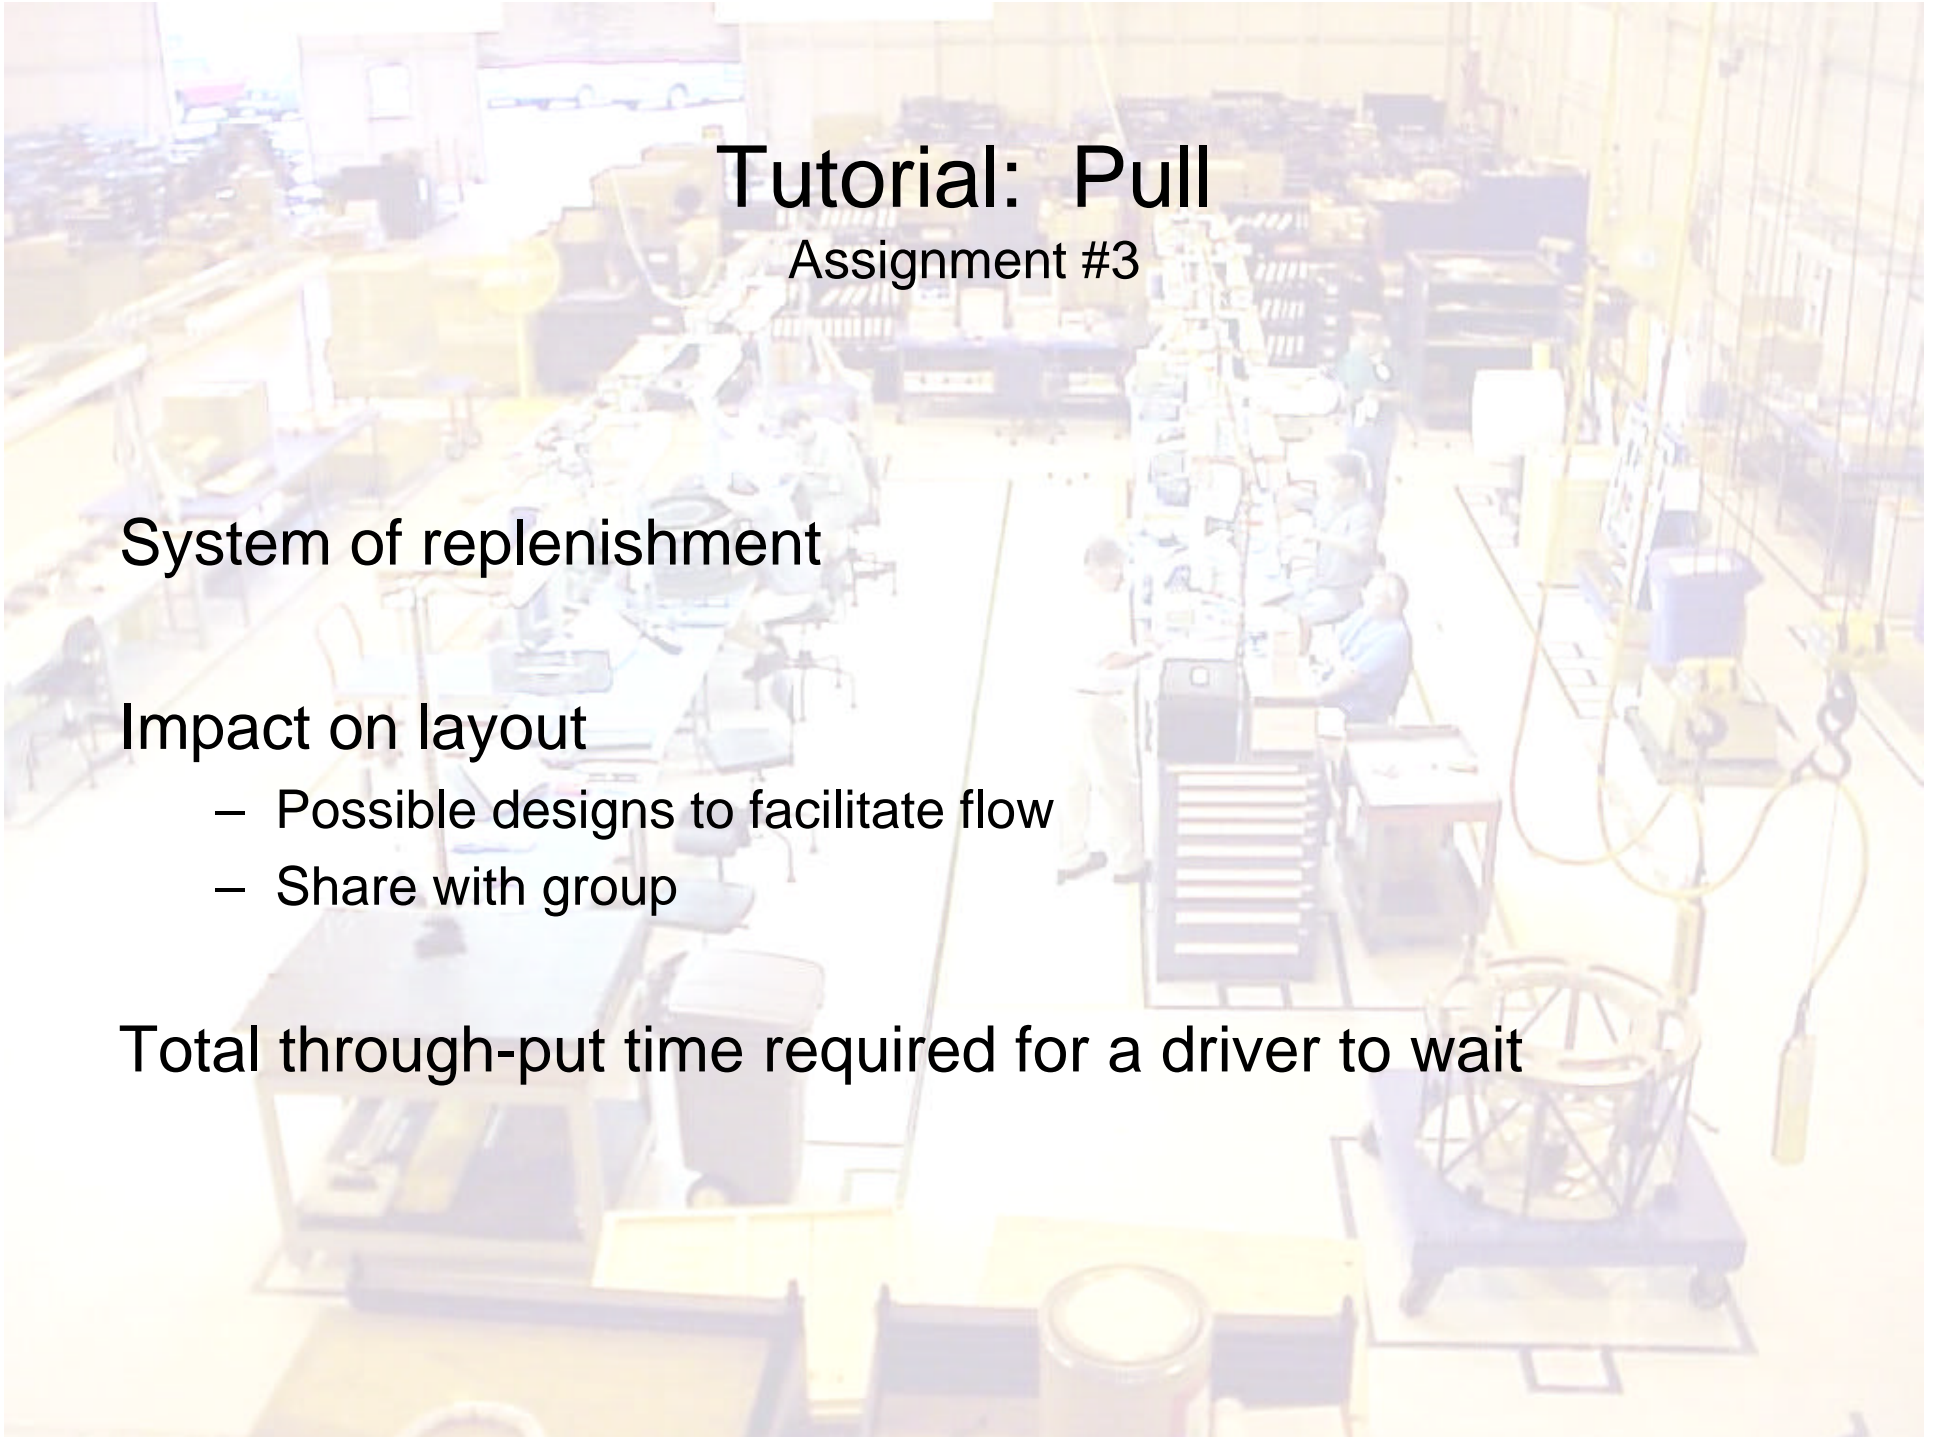 Tutorial:  Pull
Assignment #3
System of replenishment
Impact on layout
– Possible designs to facilitate flow
– Share with group
Total through-put time required for a driver to wait